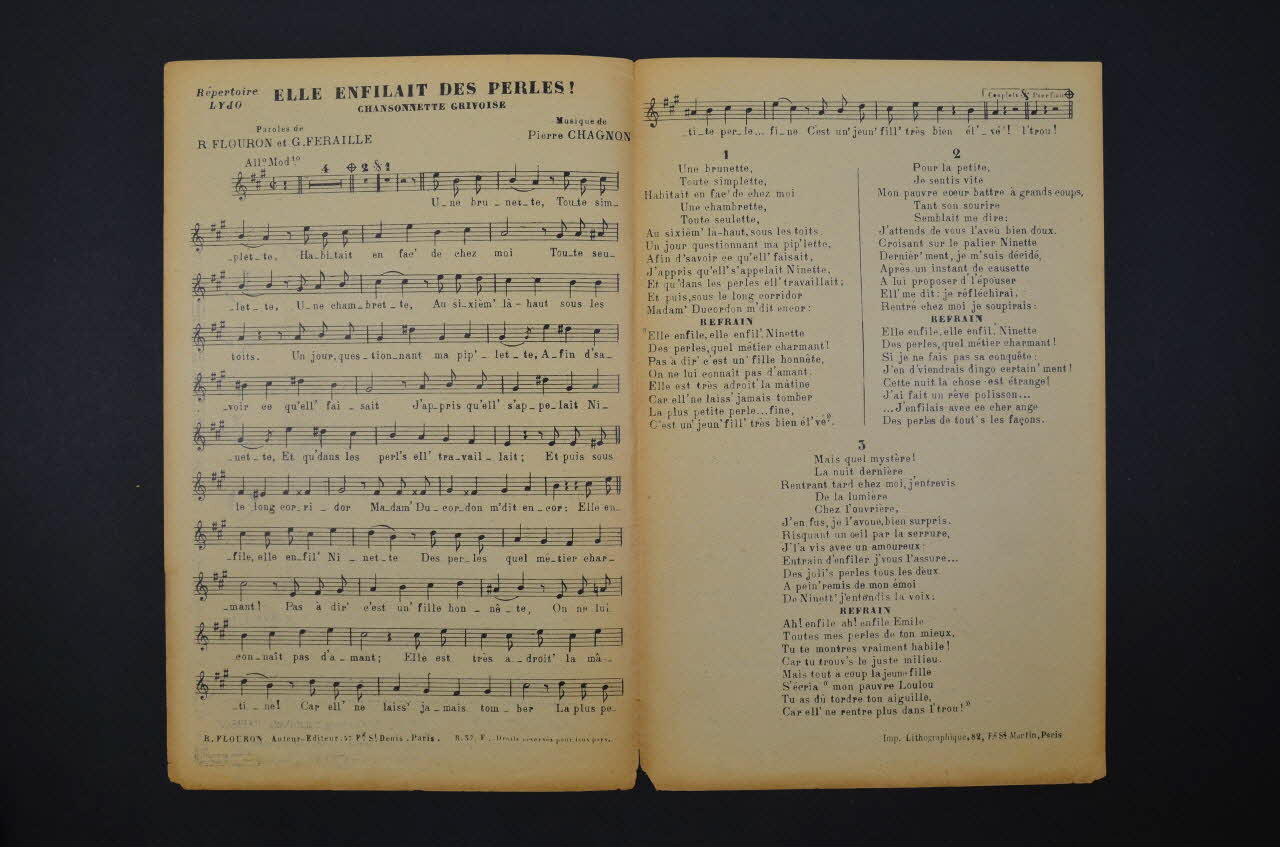 Répertoire
LYJO
ELLE ENFILAIT DES PERLES!
CHANSONNETTE GRIVOISE
Paroles de
R. FLOURON et G. FERAILLE
Musique de
Pierre CHAGNON
All.º Mod.to
4 2 1
U_ne bru_net_te, Tou_te sim_
_plet_te, Ha_bi_tait en fac' de chez moi Tou_te seu_
_let_te, U_ne cham_bret_te, Au si_xièm' là_haut sous les
toits. Un jour, ques_tion_nant ma pip'_let_te, A_fin d'sa_
_voir ce qu'ell' fai_sait J'ap_pris qu'ell' s'ap_pe_lait Ni_
_net_te, Et qu'dans les perl's ell' tra_vail_lait; Et puis sous
le long cor_ri_dor Ma_dam' Du_cor_don m'dit en_cor: Elle en_
_file, elle en_fil' Ni_net_te Des per_les quel mé_tier char_
_mant! Pas à dir' c'est un' fille hon_nê_te, On ne lui
con_naît pas d'a_mant; Elle est très a_droit' la mâ_
_ti_ne! Car ell' ne laiss' ja_mais tom_ber La plus pe_
R. FLOURON Auteur-Editeur. 57 Fg St Denis. Paris. R.37. F. Droits réservés pour tous pays.
Couplets Pour finir
_ti_te per_le... fi_ne C'est un' jeun' fill' très bien él'_vé'! l'trou!
1
Une brunette,
Toute simplette,
Habitait en fac' de chez moi
Une chambrette,
Toute seulette,
Au sixièm' là-haut, sous les toits.
Un jour questionnant ma pip'lette,
Afin d'savoir ce qu'ell' faisait,
J'appris qu'ell' s'appelait Ninette,
Et qu'dans les perles ell' travaillait;
Et puis, sous le long corridor
Madam' Ducordon m'dit encor:
REFRAIN
"Elle enfile, elle enfil'. Ninette
Des perles, quel métier charmant!
Pas à dir' c'est un' fille honnête,
On ne lui connaît pas d'amant.
Elle est très adroit' la mâtine
Car ell' ne laiss' jamais tomber
La plus petite perle...fine,
C'est un' jeun' fill' très bien él'vé".
2
Pour la petite,
Je sentis vite
Mon pauvre coeur battre à grands coups,
Tant son sourire
Semblait me dire:
J'attends de vous l'aveu bien doux.
Croisant sur le palier Ninette
Dernièr'ment, je m'suis décidé,
Après un instant de causette
A lui proposer d'l'épouser
Ell' me dit: je réfléchirai,
Rentré chez moi je soupirais:
REFRAIN
Elle enfile, elle enfil', Ninette
Des perles, quel métier charmant!
Si je ne fais pas sa conquête:
J'en d'viendrais dingo certain'ment!
Cette nuit la chose est étrange!
J'ai fait un rêve polisson...
...J'enfilais avec ce cher ange
Des perles de tout's les façons.
3
Mais quel mystère!
La nuit dernière
Rentrant tard chez moi, j'entrevis
De la lumière
Chez l'ouvrière,
J'en fus, je l'avoue, bien surpris.
Risquant un oeil par la serrure,
J'l'a vis avec un amoureux:
Entrain d'enfiler j'vous l'assure...
Des joli's perles tous les deux.
A pein' remis de mon émoi
De Ninett' j'entendis la voix:
REFRAIN
Ah! enfile ah! enfile Emile
Toutes mes perles de ton mieux,
Tu te montres vraiment habile!
Car tu trouv's le juste milieu.
Mais tout à coup la jeune fille
S'écria " mon pauvre Loulou
Tu as dû tordre ton aiguille,
Car ell' ne rentre plus dans l'trou!"
Imp. Lithographique, 82, Fg St Martin, Paris